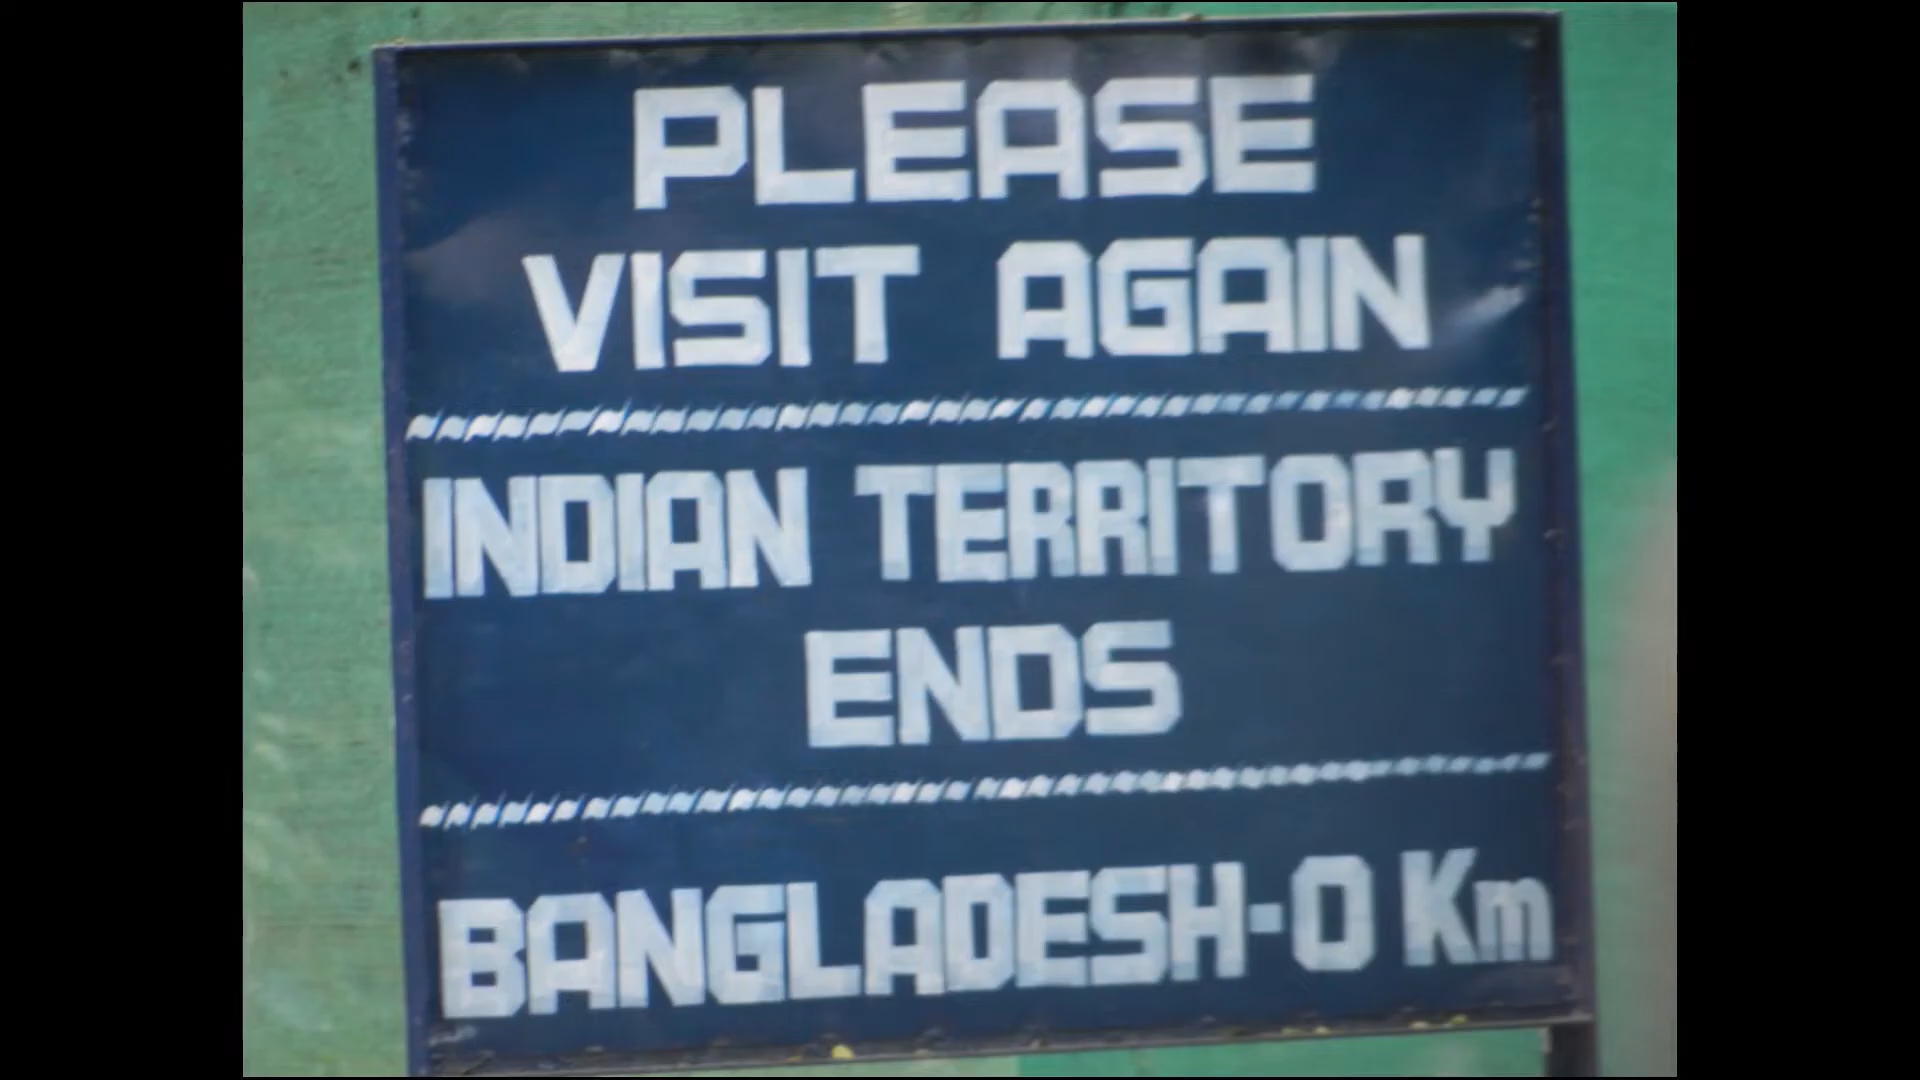 PLEASE
VISIT AGAIN
INDIAN TERRITORY
ENDS
BANGLADESH-0 Km